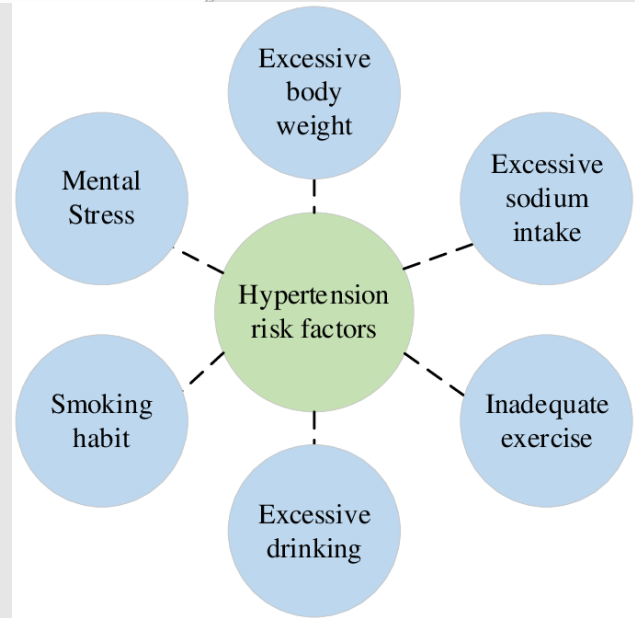 Excessive
body
weight
Mental
Stress
Excessive
sodium
intake
Hypertension
risk factors
Smoking
habit
Inadequate
exercise
Excessive
drinking